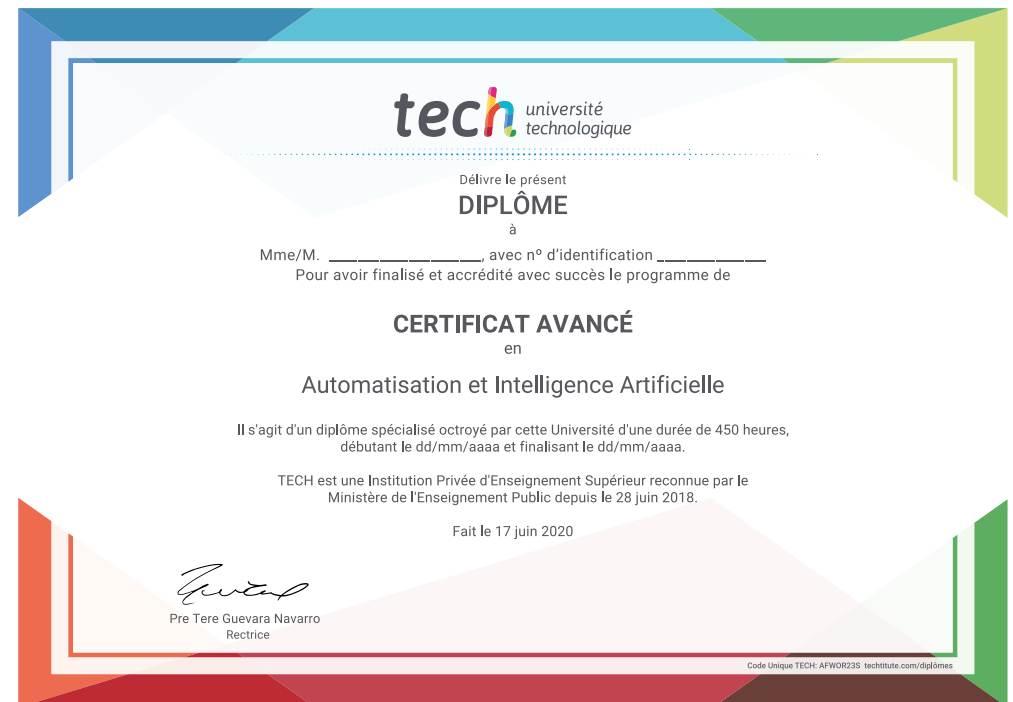 tech université
technologique
Délivre le présent
DIPLÔME
à
Mme/M. _______________, avec nº d'identification ___________
Pour avoir finalisé et accrédité avec succès le programme de
CERTIFICAT AVANCÉ
en
Automatisation et Intelligence Artificielle
Il s'agit d'un diplôme spécialisé octroyé par cette Université d'une durée de 450 heures,
débutant le dd/mm/aaaa et finalisant le dd/mm/aaaa.
TECH est une Institution Privée d'Enseignement Supérieur reconnue par le
Ministère de l'Enseignement Public depuis le 28 juin 2018.
Fait le 17 juin 2020
Pre Tere Guevara Navarro
Rectrice
Code Unique TECH: AFWOR23S techtitute.com/diplômes